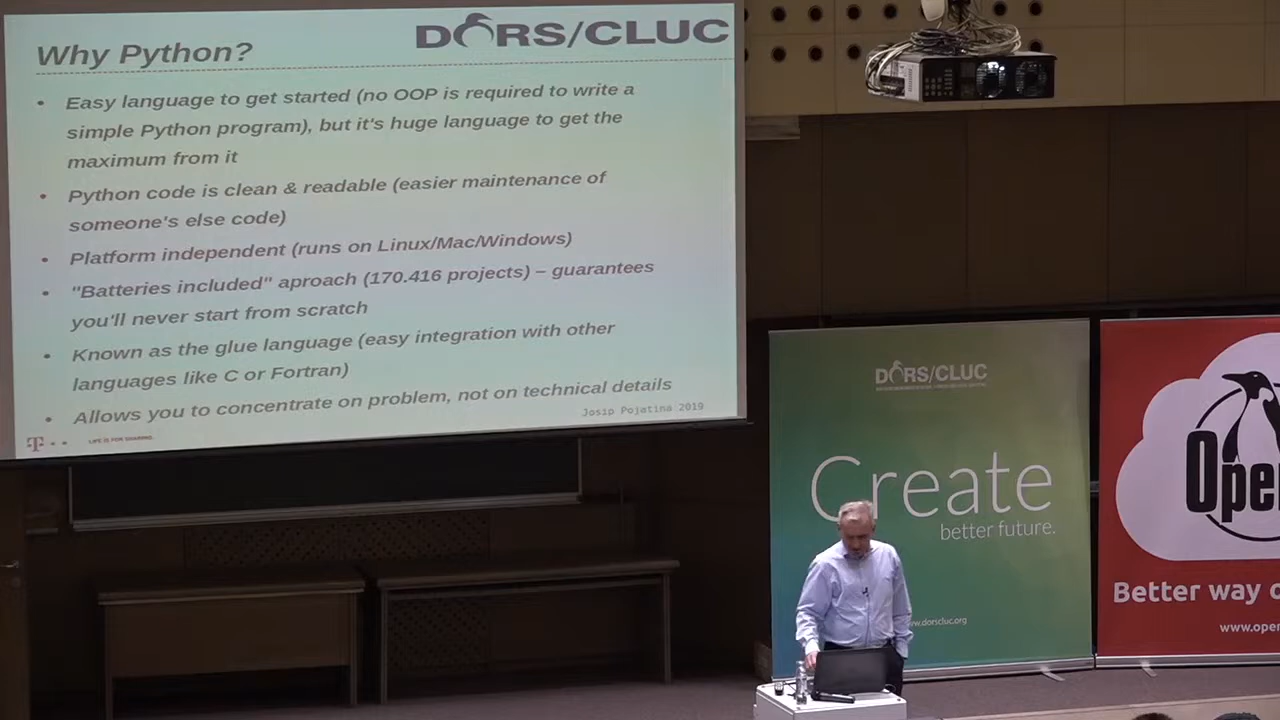 DORS/CLUC
Why Python?
• Easy language to get started (no OOP is required to write a
simple Python program), but it's huge language to get the
maximum from it
• Python code is clean & readable (easier maintenance of
someone's else code)
• Platform independent (runs on Linux/Mac/Windows)
• "Batteries included" aproach (170.416 projects) – guarantees
you'll never start from scratch
• Known as the glue language (easy integration with other
languages like C or Fortran)
• Allows you to concentrate on problem, not on technical details
Josip Pojatina 2019
T
LIFE IS FOR SHARING.
DORS/CLUC
Create
better future.
www.dorscluc.org
Ope
Better way o
www.open